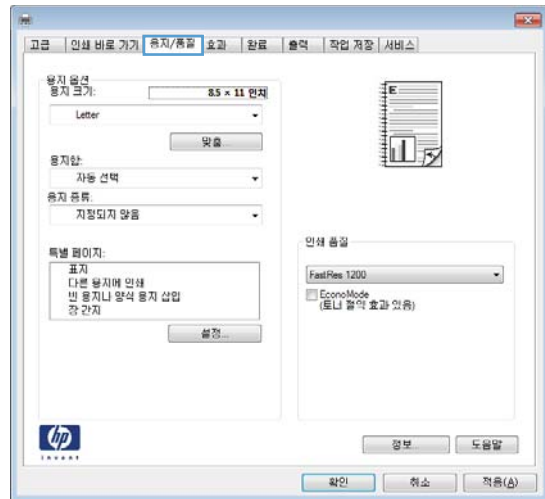 고급 인쇄 바로 가기 용지/품질 효과 완료 출력 작업 저장 서비스
용지 옵션
용지 크기: 8.5 × 11 인치
Letter
맞춤...
용지함:
자동 선택
용지 종류:
지정되지 않음
특별 페이지:
표지
다른 용지에 인쇄
빈 용지나 양식 용지 삽입
장 간지
설정...
인쇄 품질
FastRes 1200
EconoMode
(토너 절약 효과 있음)
hp
invent
정보... 도움말
확인 취소 적용(A)